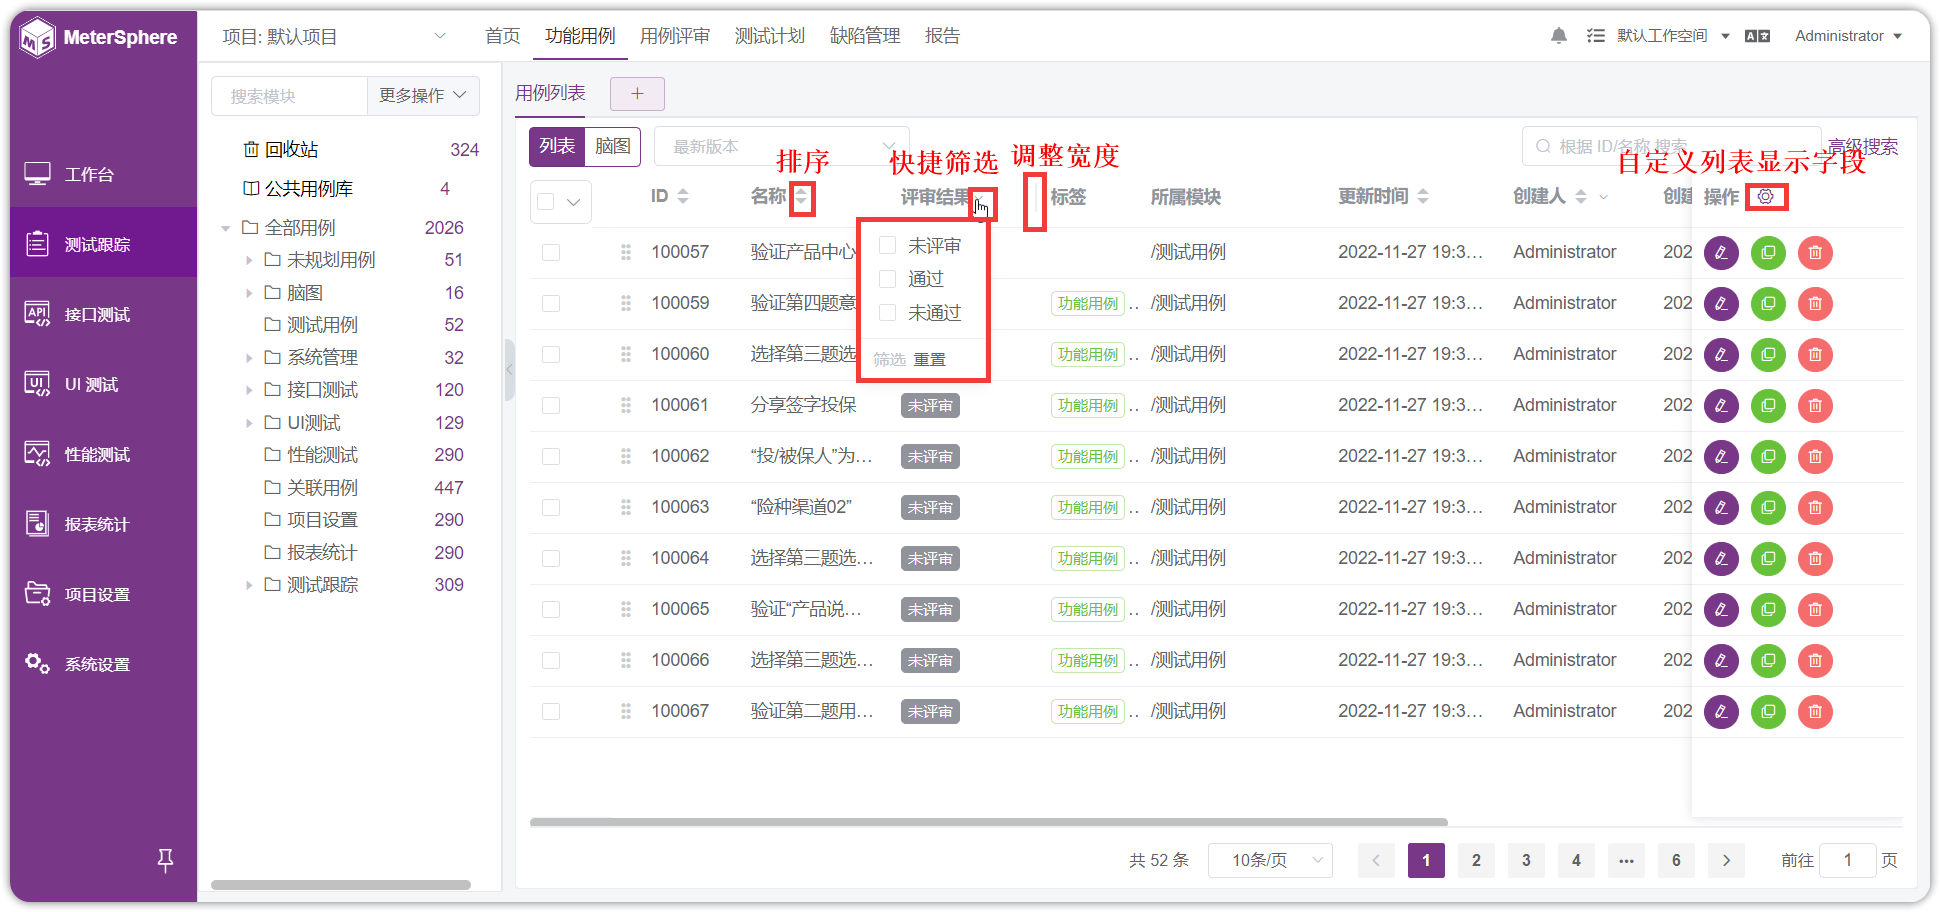 MeterSphere
项目: 默认项目
首页 功能用例 用例评审 测试计划 缺陷管理 报告
默认工作空间
Administrator
工作台
测试跟踪
接口测试
UI 测试
性能测试
报表统计
项目设置
系统设置
搜索模块
更多操作
回收站 324
公共用例库 4
全部用例 2026
未规划用例 51
脑图 16
测试用例 52
系统管理 32
接口测试 120
UI测试 129
性能测试 290
关联用例 447
项目设置 290
报表统计 290
测试跟踪 309
用例列表
+
列表 脑图
最新版本
根据 ID/名称 搜索
高级搜索
排序
快捷筛选
调整宽度
自定义列表显示字段
ID 名称 评审结果 标签 所属模块 更新时间 创建人 创建 操作
未评审
通过
未通过
筛选 重置
100057 验证产品中心 /测试用例 2022-11-27 19:3... Administrator 202
100059 验证第四题意 功能用例 .. /测试用例 2022-11-27 19:3... Administrator 202
100060 选择第三题选 功能用例 .. /测试用例 2022-11-27 19:3... Administrator 202
100061 分享签字投保 未评审 功能用例 .. /测试用例 2022-11-27 19:3... Administrator 202
100062 “投/被保人”为... 未评审 功能用例 .. /测试用例 2022-11-27 19:3... Administrator 202
100063 “险种渠道02” 未评审 功能用例 .. /测试用例 2022-11-27 19:3... Administrator 202
100064 选择第三题选... 未评审 功能用例 .. /测试用例 2022-11-27 19:3... Administrator 202
100065 验证“产品说... 未评审 功能用例 .. /测试用例 2022-11-27 19:3... Administrator 202
100066 选择第三题选... 未评审 功能用例 .. /测试用例 2022-11-27 19:3... Administrator 202
100067 验证第二题用... 未评审 功能用例 .. /测试用例 2022-11-27 19:3... Administrator 202
共 52 条 10条/页 1 2 3 4 ... 6 前往 1 页